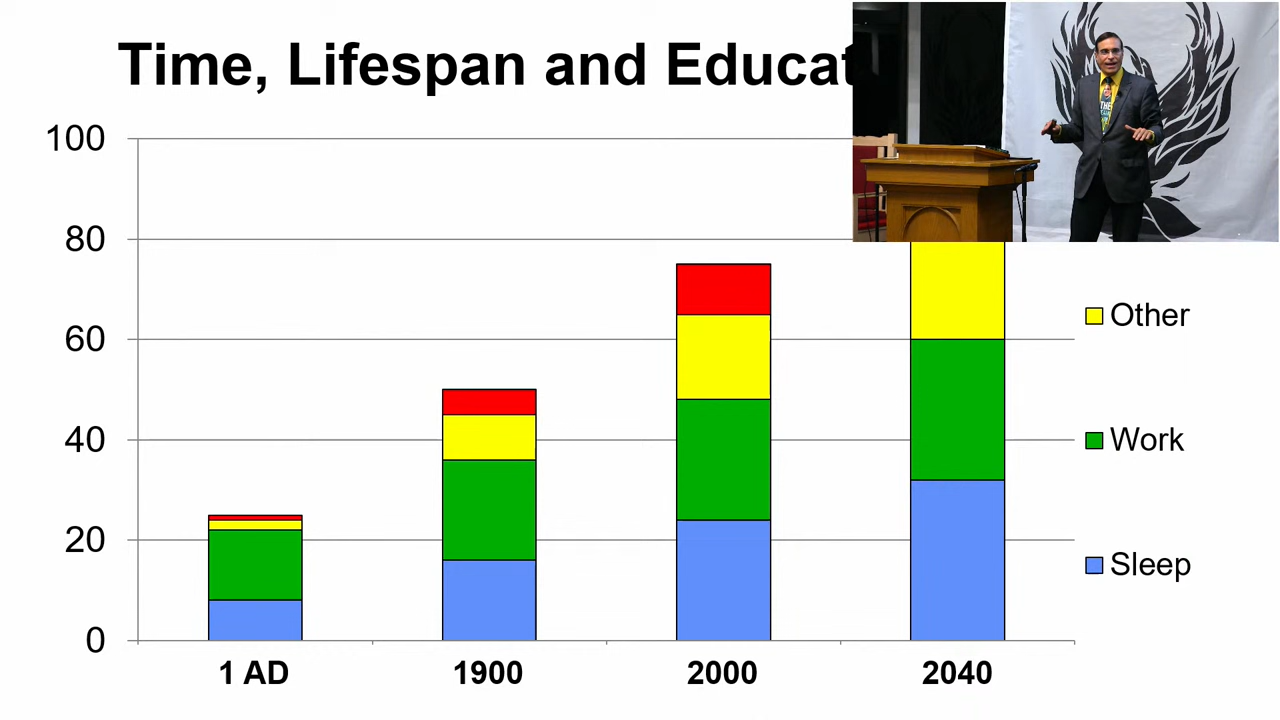 Time, Lifespan and Educat
100
80
60
40
20
0
1 AD
1900
2000
2040
Other
Work
Sleep